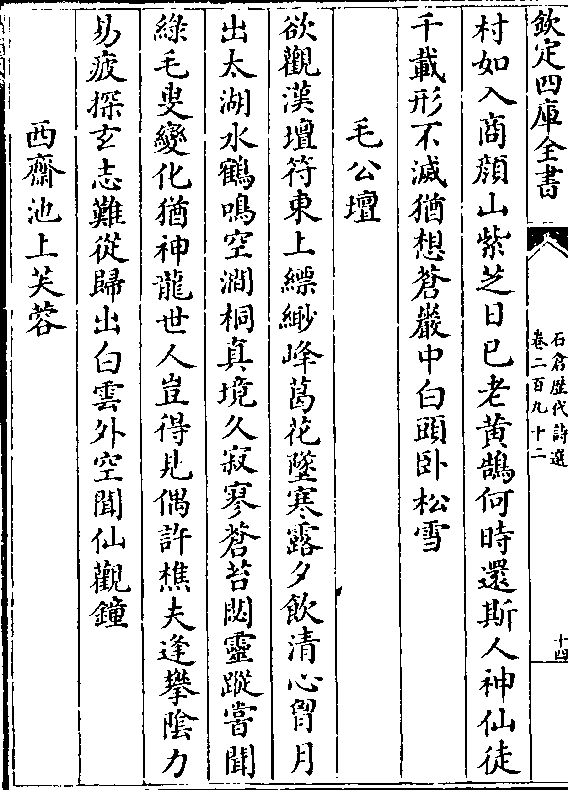 欽定四庫全書
石倉歷代詩選
卷二百九十二
十四
村如入商顔山紫芝日已老黄鵠何時還斯人神仙徒
千載形不滅猶想蒼巖中白頭卧松雪
毛公壇
欲觀漢壇符東上縹緲峰葛花墜寒露夕飲清心胷月
出太湖水鶴鳴空澗桐真境久寂寥蒼苔閟靈蹤嘗聞
綠毛叟變化猶神龍世人豈得見偶許樵夫逢攀隂力
易疲探玄志難從歸出白雲外空聞仙觀鐘
西齋池上芙蓉